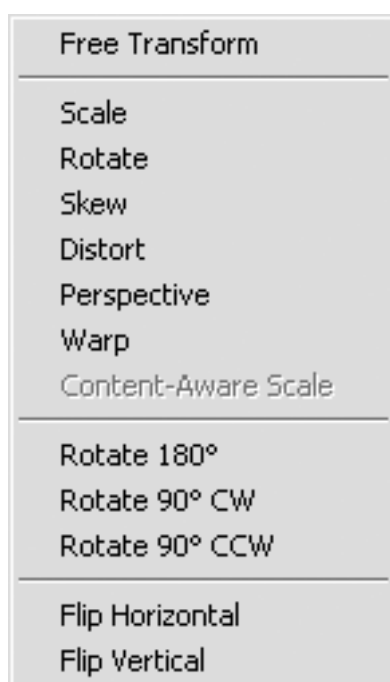 Free Transform
Scale
Rotate
Skew
Distort
Perspective
Warp
Content-Aware Scale
Rotate 180°
Rotate 90° CW
Rotate 90° CCW
Flip Horizontal
Flip Vertical